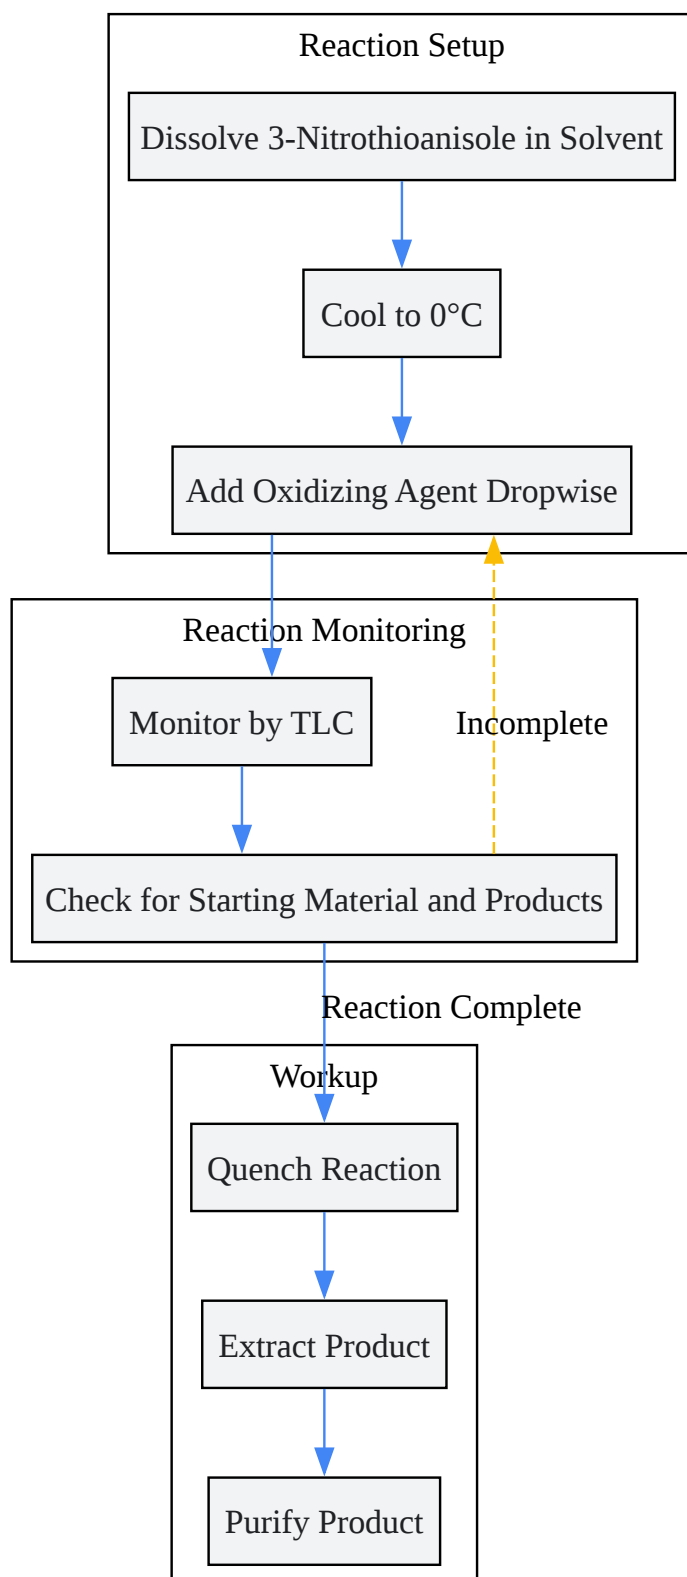 Reaction Setup
Dissolve 3-Nitrothioanisole in Solvent
Cool to 0°C
Add Oxidizing Agent Dropwise
Reaction Monitoring
Monitor by TLC
Incomplete
Check for Starting Material and Products
Reaction Complete
Workup
Quench Reaction
Extract Product
Purify Product